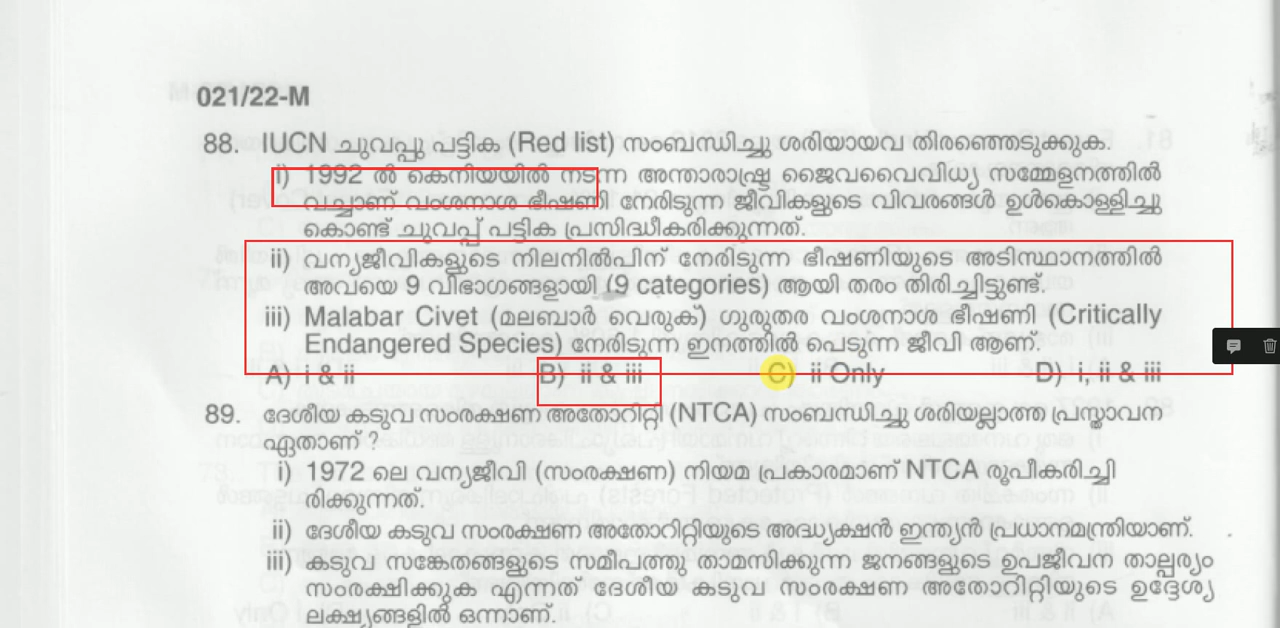 021/22-M
88. IUCN ചുവപ്പു പട്ടിക (Red list) സംബന്ധിച്ചു ശരിയായവ തിരഞ്ഞെടുക്കുക.
i) 1992 ൽ കെനിയയിൽ നടന്ന അന്താരാഷ്ട്ര ജൈവവൈവിധ്യ സമ്മേളനത്തിൽ
വച്ചാണ് വംശനാശ ഭീഷണി നേരിടുന്ന ജീവികളുടെ വിവരങ്ങൾ ഉൾകൊള്ളിച്ചു
കൊണ്ട് ചുവപ്പ് പട്ടിക പ്രസിദ്ധീകരിക്കുന്നത്.
ii) വന്യജീവികളുടെ നിലനിൽപിന് നേരിടുന്ന ഭീഷണിയുടെ അടിസ്ഥാനത്തിൽ
അവയെ 9 വിഭാഗങ്ങളായി (9 categories) ആയി തരം തിരിച്ചിട്ടുണ്ട്.
iii) Malabar Civet (മലബാർ വെരുക്) ഗുരുതര വംശനാശ ഭീഷണി (Critically
Endangered Species) നേരിടുന്ന ഇനത്തിൽ പെടുന്ന ജീവി ആണ്.
A) i & ii B) ii & iii C) ii Only D) i, ii & iii
89. ദേശീയ കടുവ സംരക്ഷണ അതോറിറ്റി (NTCA) സംബന്ധിച്ചു ശരിയല്ലാത്ത പ്രസ്താവന
ഏതാണ് ?
i) 1972 ലെ വന്യജീവി (സംരക്ഷണ) നിയമ പ്രകാരമാണ് NTCA രൂപീകരിച്ചി
രിക്കുന്നത്.
ii) ദേശീയ കടുവ സംരക്ഷണ അതോറിറ്റിയുടെ അദ്ധ്യക്ഷൻ ഇന്ത്യൻ പ്രധാനമന്ത്രിയാണ്.
iii) കടുവ സങ്കേതങ്ങളുടെ സമീപത്തു താമസിക്കുന്ന ജനങ്ങളുടെ ഉപജീവന താല്പര്യം
സംരക്ഷിക്കുക എന്നത് ദേശീയ കടുവ സംരക്ഷണ അതോറിറ്റിയുടെ ഉദ്ദേശ്യ
ലക്ഷ്യങ്ങളിൽ ഒന്നാണ്.